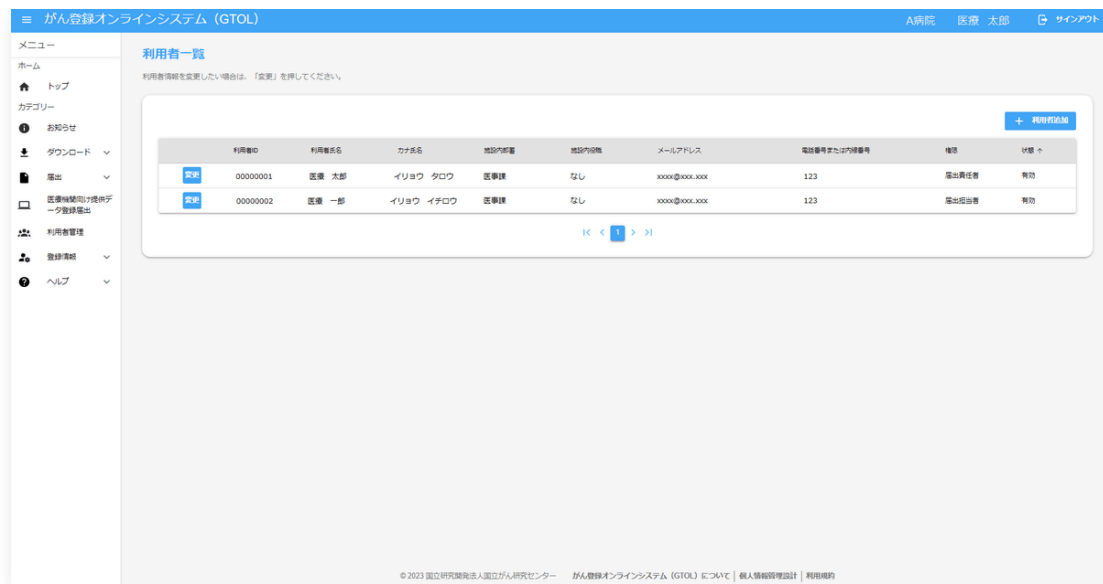 がん登録オンラインシステム（GTOL） A病院 医療 太郎 サインアウト
メニュー
ホーム
トップ
カテゴリー
お知らせ
ダウンロード
届出
医療機関向け提供データ登録届出
利用者管理
登録情報
ヘルプ
利用者一覧
利用者情報を変更したい場合は、「変更」を押してください。
＋ 利用者追加
利用者ID 利用者氏名 カナ氏名 施設内部署 施設内役職 メールアドレス 電話番号または内線番号 権限 状態 ↑
変更 00000001 医療 太郎 イリョウ タロウ 医事課 なし xxxx@xxx.xxx 123 届出責任者 有効
変更 00000002 医療 一郎 イリョウ イチロウ 医事課 なし xxxx@xxx.xxx 123 届出担当者 有効
1
© 2023 国立研究開発法人国立がん研究センター がん登録オンラインシステム（GTOL）について | 個人情報管理設計 | 利用規約